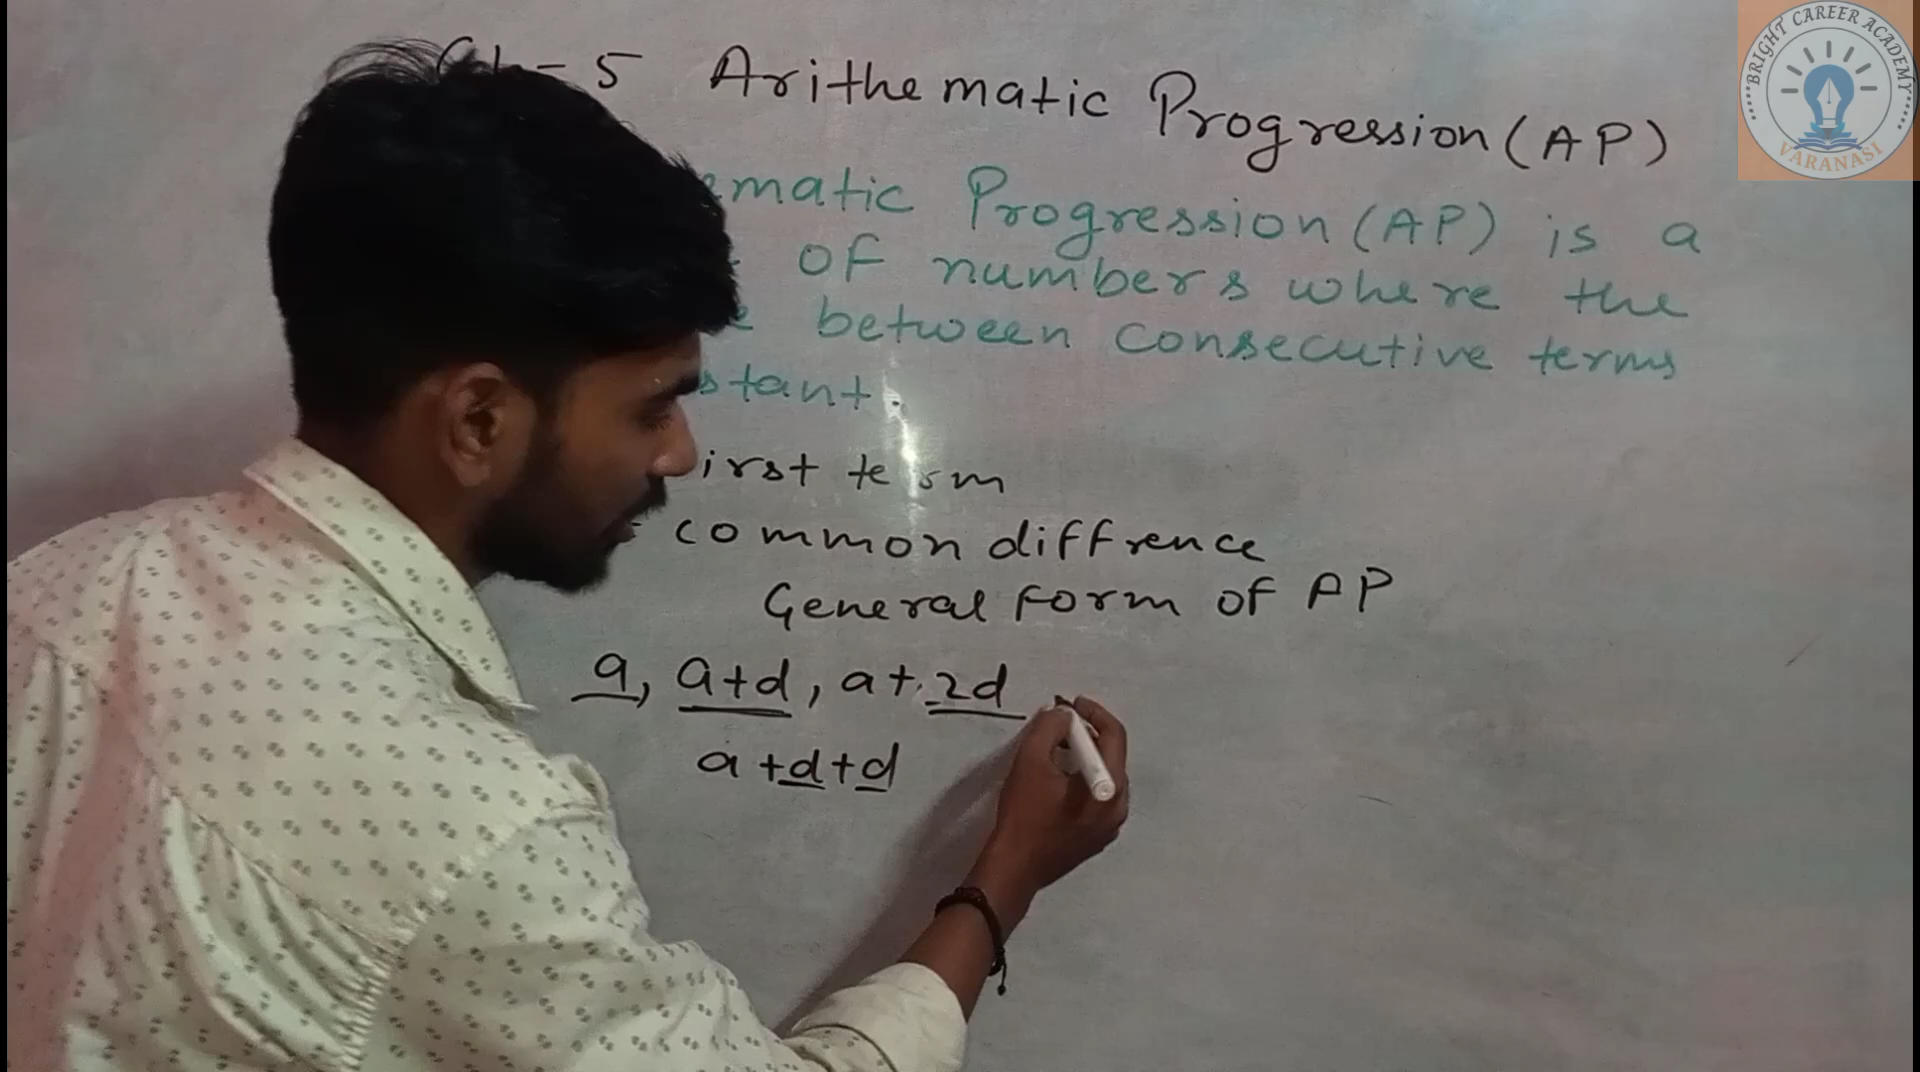 Ch-5 Arithematic Progression (AP)
ematic Progression (AP) is a
of numbers where the
e between consecutive terms
stant.
irst term
common diffrence
General form of AP
a, a+d, a+2d
a+d+d
BRIGHT CAREER ACADEMY
VARANASI